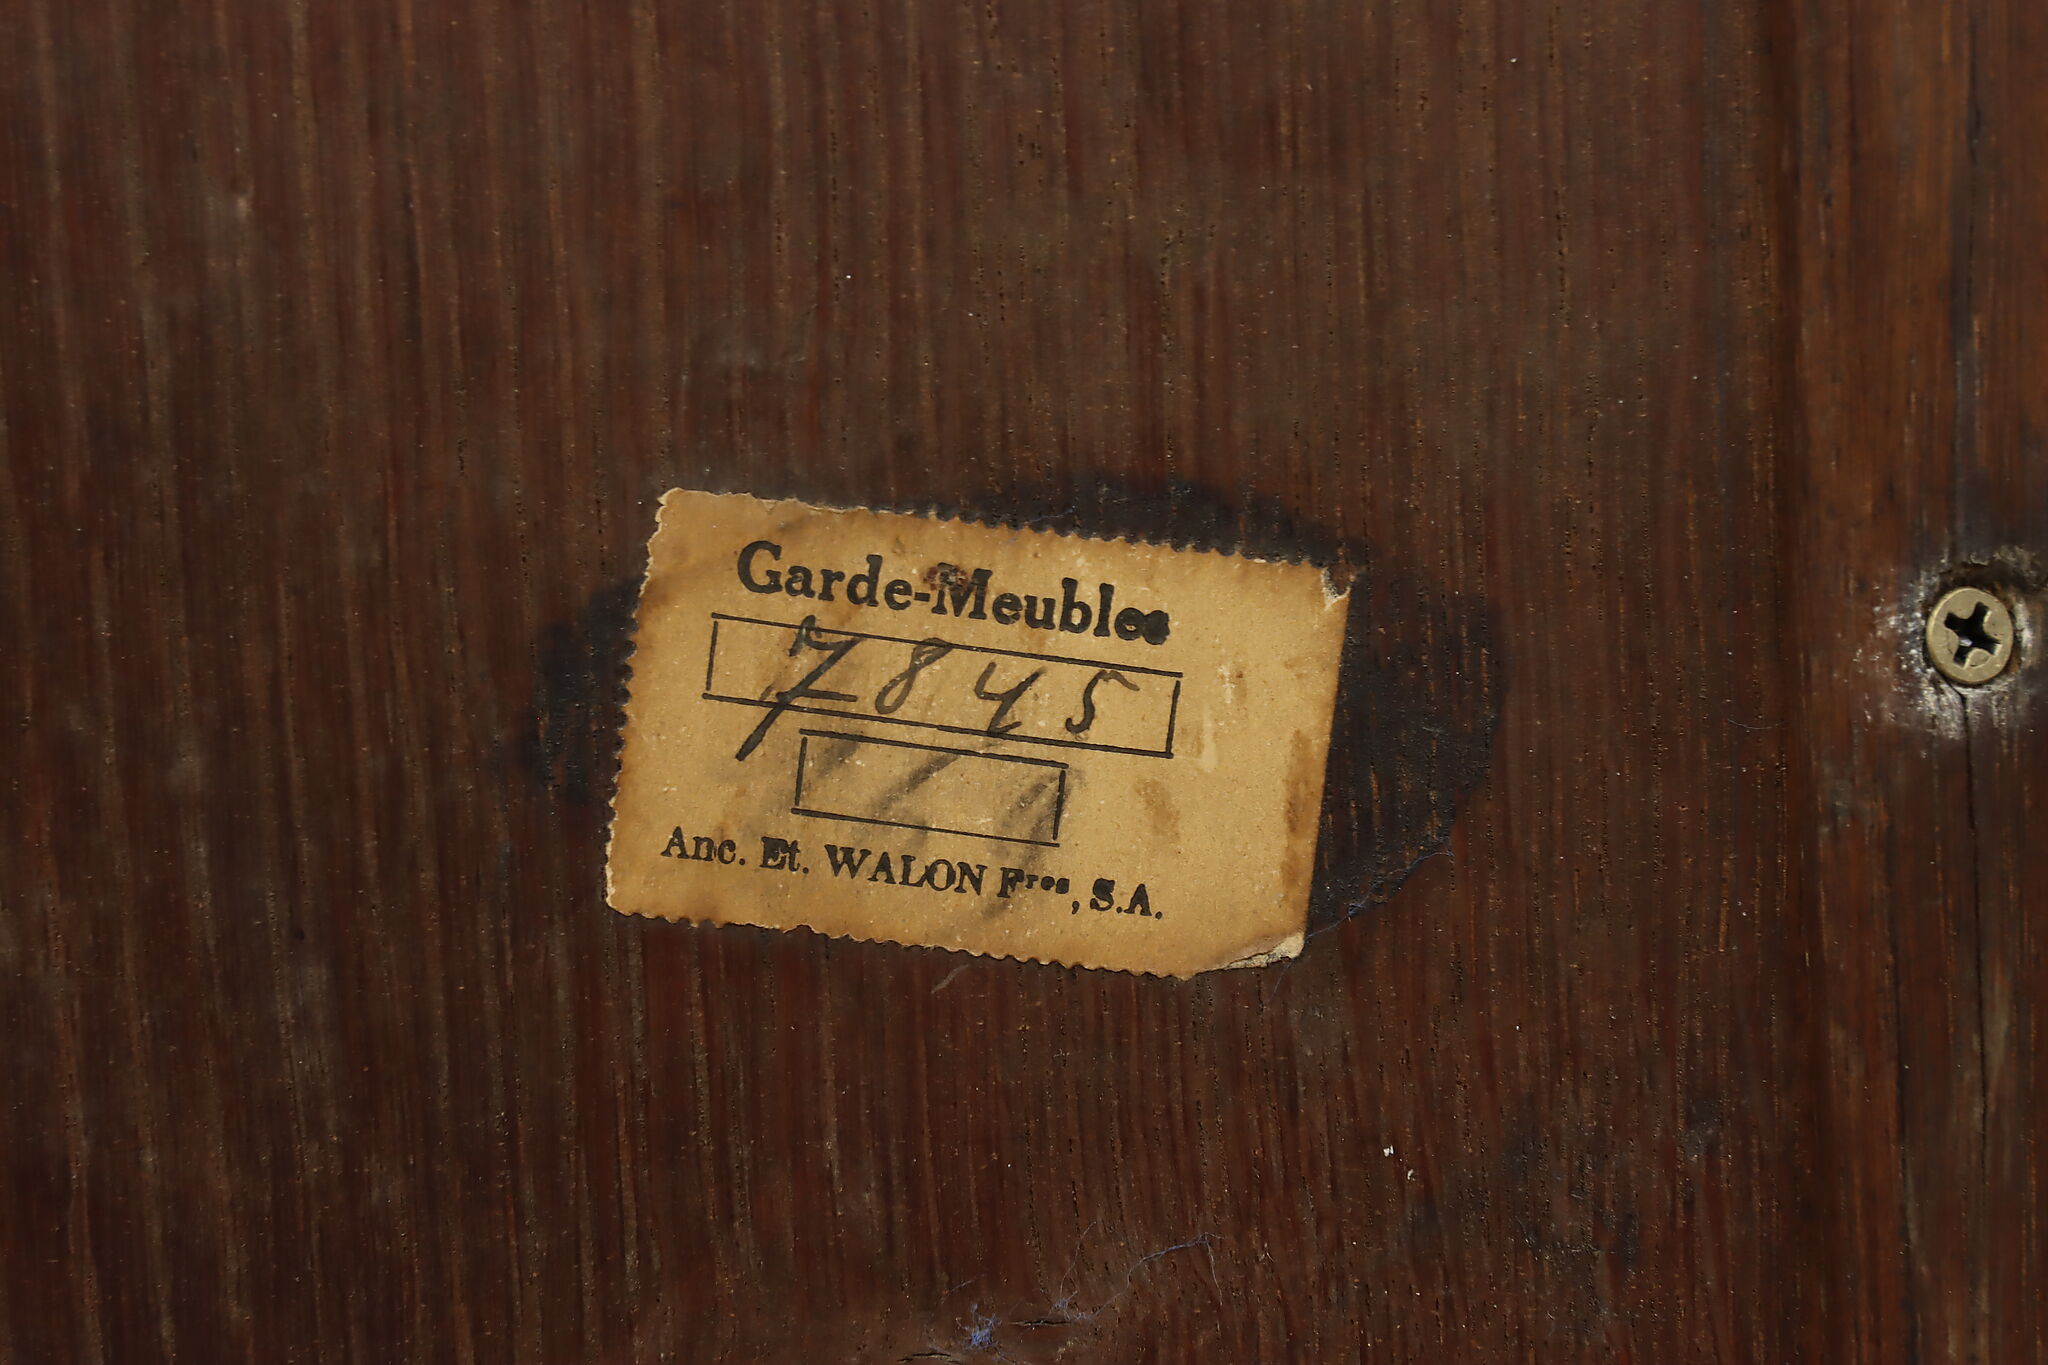 Garde-Meubles
7845
Anc. Et. WALON Fres, S.A.